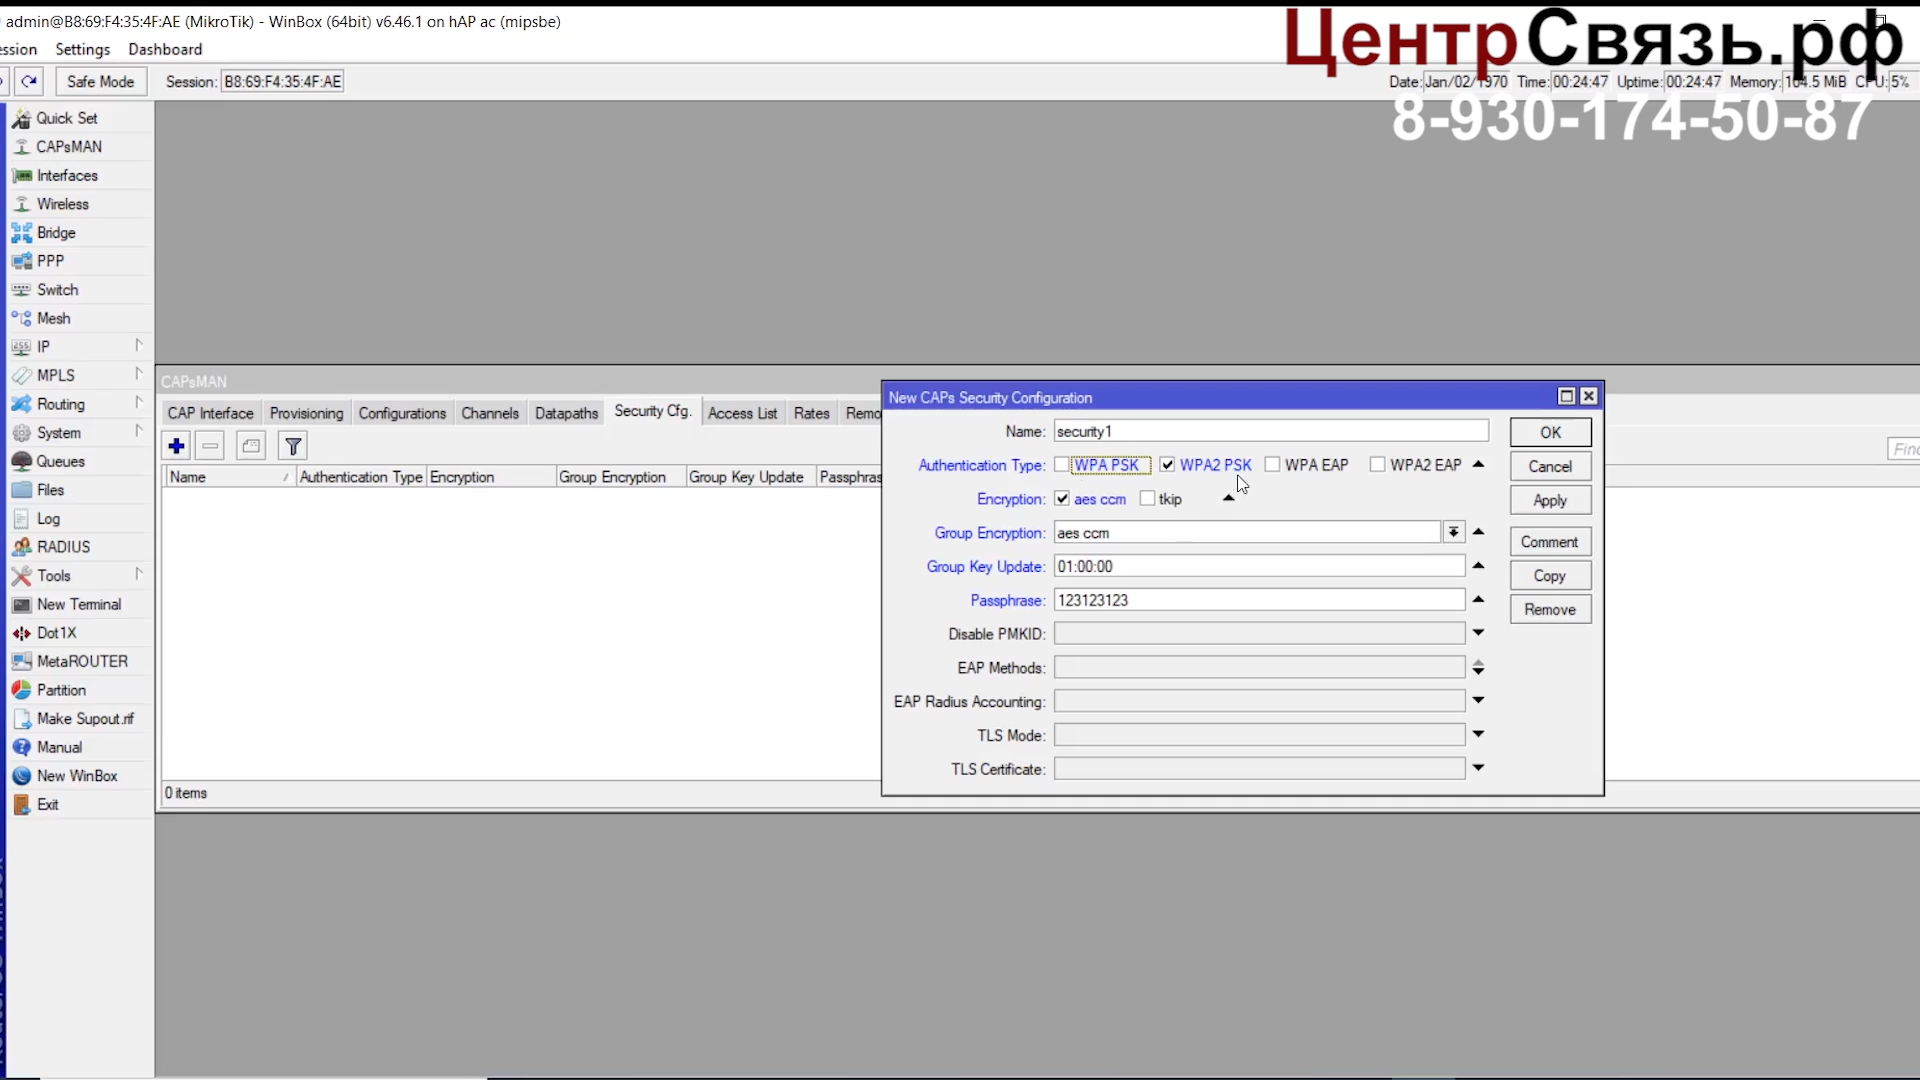 admin@B8:69:F4:35:4F:AE (MikroTik) - WinBox (64bit) v6.46.1 on hAP ac (mipsbe)
ЦентрСвязь.рф
ession Settings Dashboard
Safe Mode Session: B8:69:F4:35:4F:AE
Date: Jan/02/1970 Time: 00:24:47 Uptime: 00:24:47 Memory: 104.5 MiB CPU: 5%
8-930-174-50-87
Quick Set
CAPsMAN
Interfaces
Wireless
Bridge
PPP
Switch
Mesh
IP
MPLS
Routing
System
Queues
Files
Log
RADIUS
Tools
New Terminal
Dot1X
MetaROUTER
Partition
Make Supout.rif
Manual
New WinBox
Exit
CAPsMAN
CAP Interface Provisioning Configurations Channels Datapaths Security Cfg. Access List Rates Remo
Find
Name Authentication Type Encryption Group Encryption Group Key Update Passphras
0 items
New CAPs Security Configuration
Name: security1
Authentication Type: WPA PSK WPA2 PSK WPA EAP WPA2 EAP
Encryption: aes ccm tkip
Group Encryption: aes ccm
Group Key Update: 01:00:00
Passphrase: 123123123
Disable PMKID:
EAP Methods:
EAP Radius Accounting:
TLS Mode:
TLS Certificate:
OK
Cancel
Apply
Comment
Copy
Remove